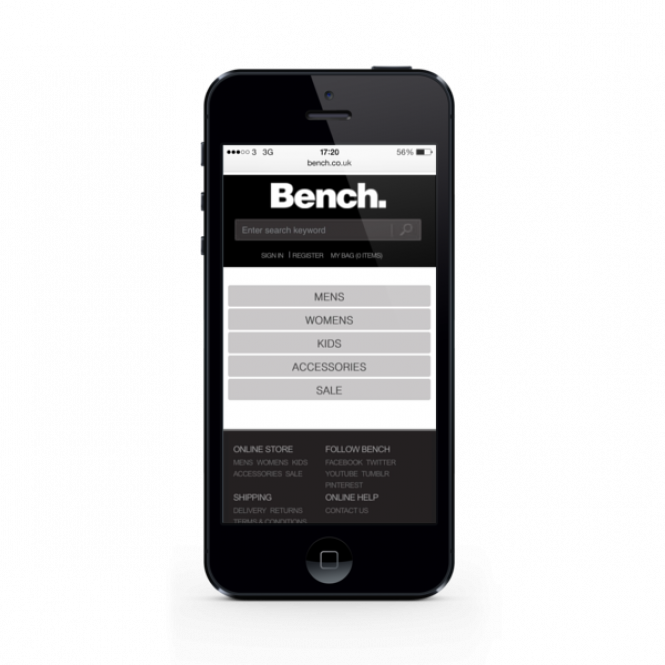 3 3G 17:20 56%
bench.co.uk
Bench.
Enter search keyword
SIGN IN | REGISTER MY BAG (0 ITEMS)
MENS
WOMENS
KIDS
ACCESSORIES
SALE
ONLINE STORE
MENS WOMENS KIDS
ACCESSORIES SALE
FOLLOW BENCH
FACEBOOK TWITTER
YOUTUBE TUMBLR
PINTEREST
SHIPPING
DELIVERY RETURNS
TERMS & CONDITIONS
ONLINE HELP
CONTACT US